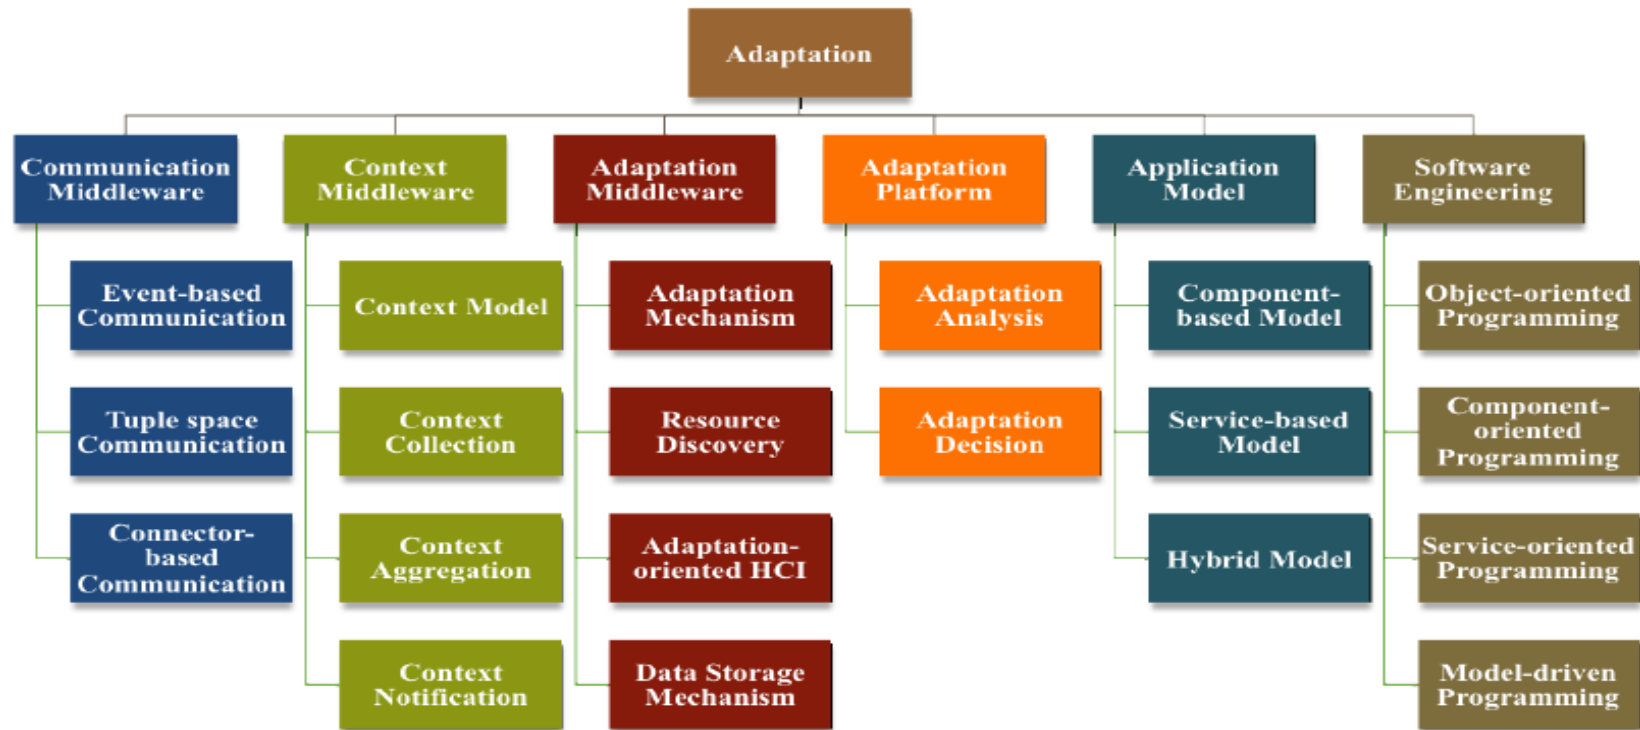 Adaptation
Communication
Middleware
Event-based
Communication
Tuple space
Communication
Connector-
based
Communication
Context
Middleware
Context Model
Context
Collection
Context
Aggregation
Context
Notification
Adaptation
Middleware
Adaptation
Mechanism
Resource
Discovery
Adaptation-
oriented HCI
Data Storage
Mechanism
Adaptation
Platform
Adaptation
Analysis
Adaptation
Decision
Application
Model
Component-
based Model
Service-based
Model
Hybrid Model
Software
Engineering
Object-oriented
Programming
Component-
oriented
Programming
Service-oriented
Programming
Model-driven
Programming